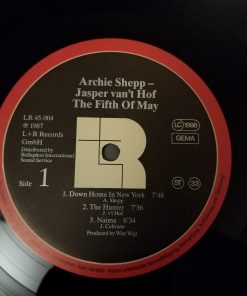 Archie Shepp –
Jasper van't Hof
The Fifth Of May
LR 45.004
℗ 1987
L+R Records
GmbH
Distributed by
Bellaphon International
Sound Service
LC 1998
GEMA
Side 1
ST 33
1. Down Home In New York 7'48
A. Shepp
2. The Hunter 7'36
J. v't Hof
3. Naima 6'34
J. Coltrane
Produced by Wim Wigt